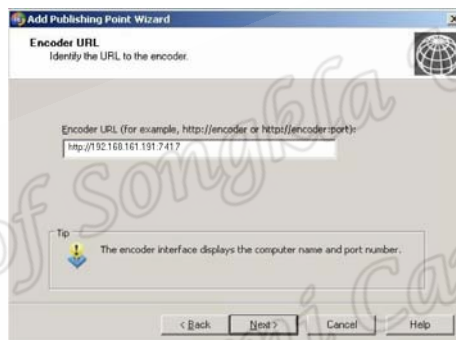 Add Publishing Point Wizard
Encoder URL
Identify the URL to the encoder.
Encoder URL (for example, http://encoder or http://encoder:port):
http://192.168.161.191:7417
Tip
The encoder interface displays the computer name and port number.
< Back
Next >
Cancel
Help
of Songkla